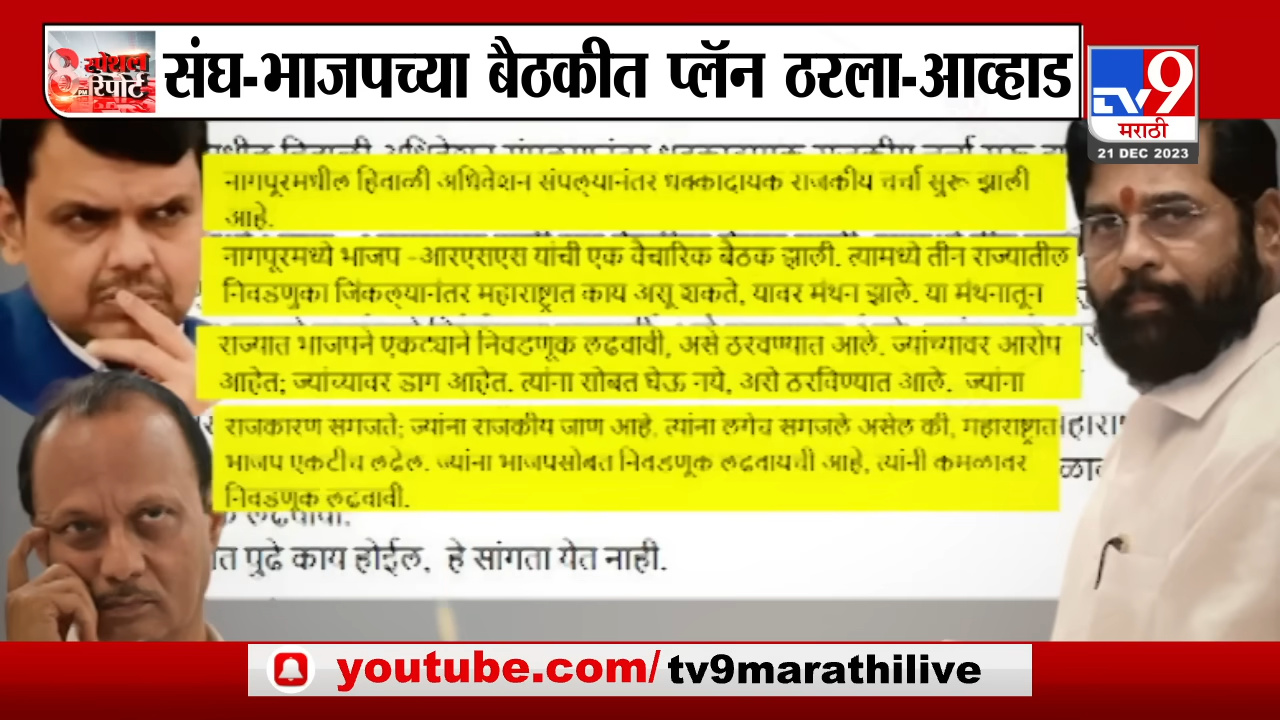 8 PM स्पेशल रिपोर्ट
संघ-भाजपच्या बैठकीत प्लॅन ठरला-आव्हाड
TV9
मराठी
21 DEC 2023
नागपूरमधील हिवाळी अधिवेशन संपल्यानंतर धक्कादायक राजकीय चर्चा सुरू झाली
आहे.
नागपूरमध्ये भाजप -आरएसएस यांची एक वैचारिक बैठक झाली. त्यामध्ये तीन राज्यातील
निवडणुका जिंकल्यानंतर महाराष्ट्रात काय असू शकते, यावर मंथन झाले. या मंथनातून
राज्यात भाजपने एकट्याने निवडणूक लढवावी, असे ठरवण्यात आले. ज्यांच्यावर आरोप
आहेत; ज्यांच्यावर डाग आहेत. त्यांना सोबत घेऊ नये, असे ठरविण्यात आले. ज्यांना
राजकारण समजते; ज्यांना राजकीय जाण आहे. त्यांना लगेच समजले असेल की, महाराष्ट्रात
भाजप एकटीच लढेल. ज्यांना भाजपसोबत निवडणूक लढवायची आहे, त्यांनी कमळावर
निवडणूक लढवावी.
त पुढे काय होईल, हे सांगता येत नाही.
youtube.com/tv9marathilive